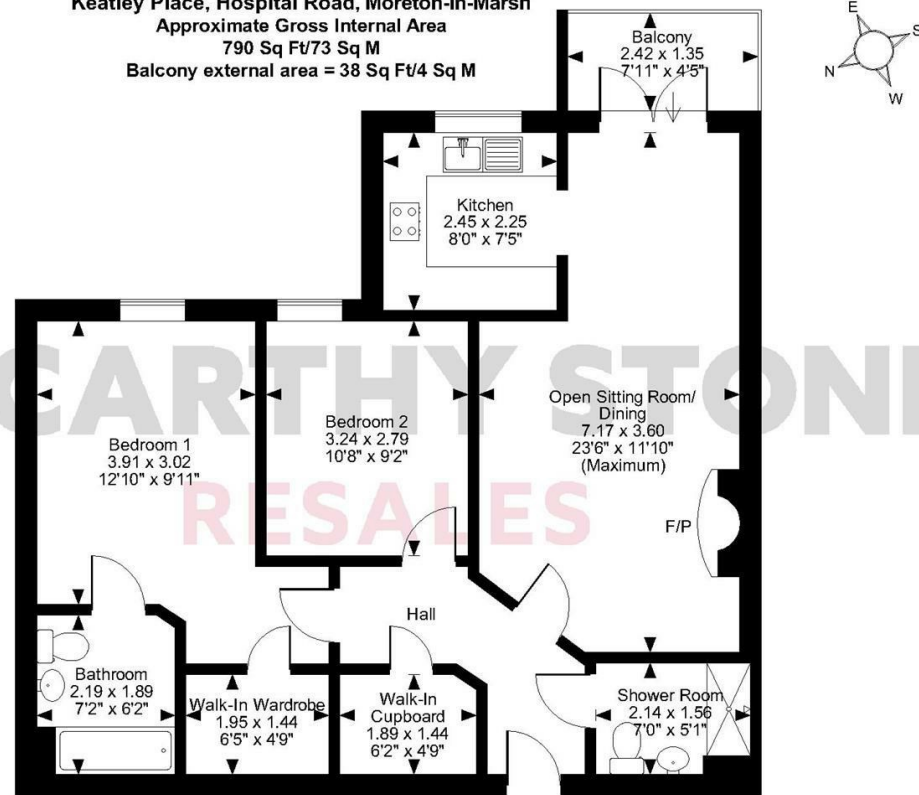 Keatley Place, Hospital Road, Moreton-In-Marsh
Approximate Gross Internal Area
790 Sq Ft/73 Sq M
Balcony external area = 38 Sq Ft/4 Sq M
E
S
N
W
Balcony
2.42 x 1.35
7'11" x 4'5"
Kitchen
2.45 x 2.25
8'0" x 7'5"
CARTHY STONE
RESALES
Bedroom 1
3.91 x 3.02
12'10" x 9'11"
Bedroom 2
3.24 x 2.79
10'8" x 9'2"
Open Sitting Room/
Dining
7.17 x 3.60
23'6" x 11'10"
(Maximum)
F/P
Hall
Bathroom
2.19 x 1.89
7'2" x 6'2"
Walk-In Wardrobe
1.95 x 1.44
6'5" x 4'9"
Walk-In
Cupboard
1.89 x 1.44
6'2" x 4'9"
Shower Room
2.14 x 1.56
7'0" x 5'1"